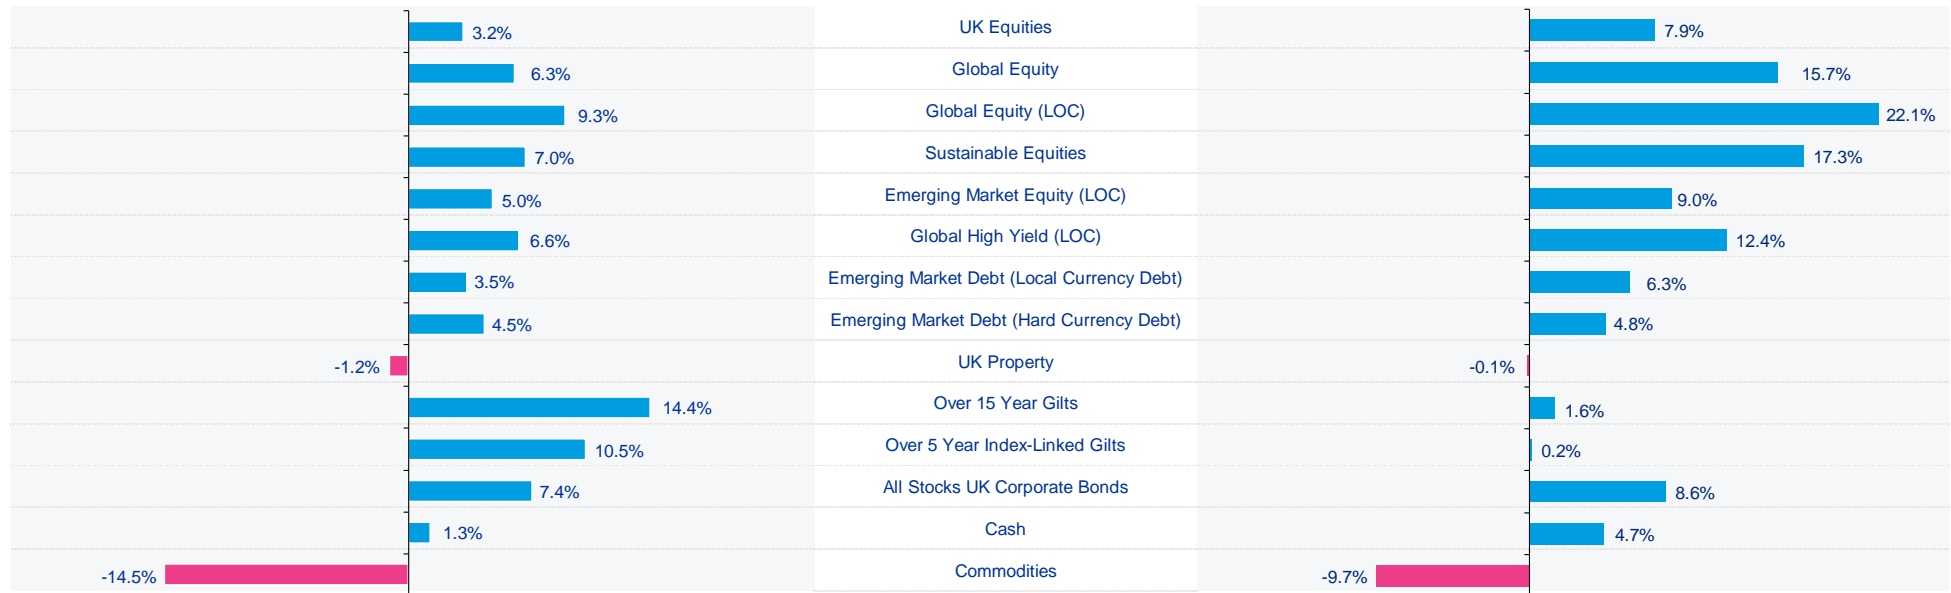 3.2% UK Equities 7.9%
6.3% Global Equity 15.7%
9.3% Global Equity (LOC) 22.1%
7.0% Sustainable Equities 17.3%
5.0% Emerging Market Equity (LOC) 9.0%
6.6% Global High Yield (LOC) 12.4%
3.5% Emerging Market Debt (Local Currency Debt) 6.3%
4.5% Emerging Market Debt (Hard Currency Debt) 4.8%
-1.2% UK Property -0.1%
14.4% Over 15 Year Gilts 1.6%
10.5% Over 5 Year Index-Linked Gilts 0.2%
7.4% All Stocks UK Corporate Bonds 8.6%
1.3% Cash 4.7%
-14.5% Commodities -9.7%